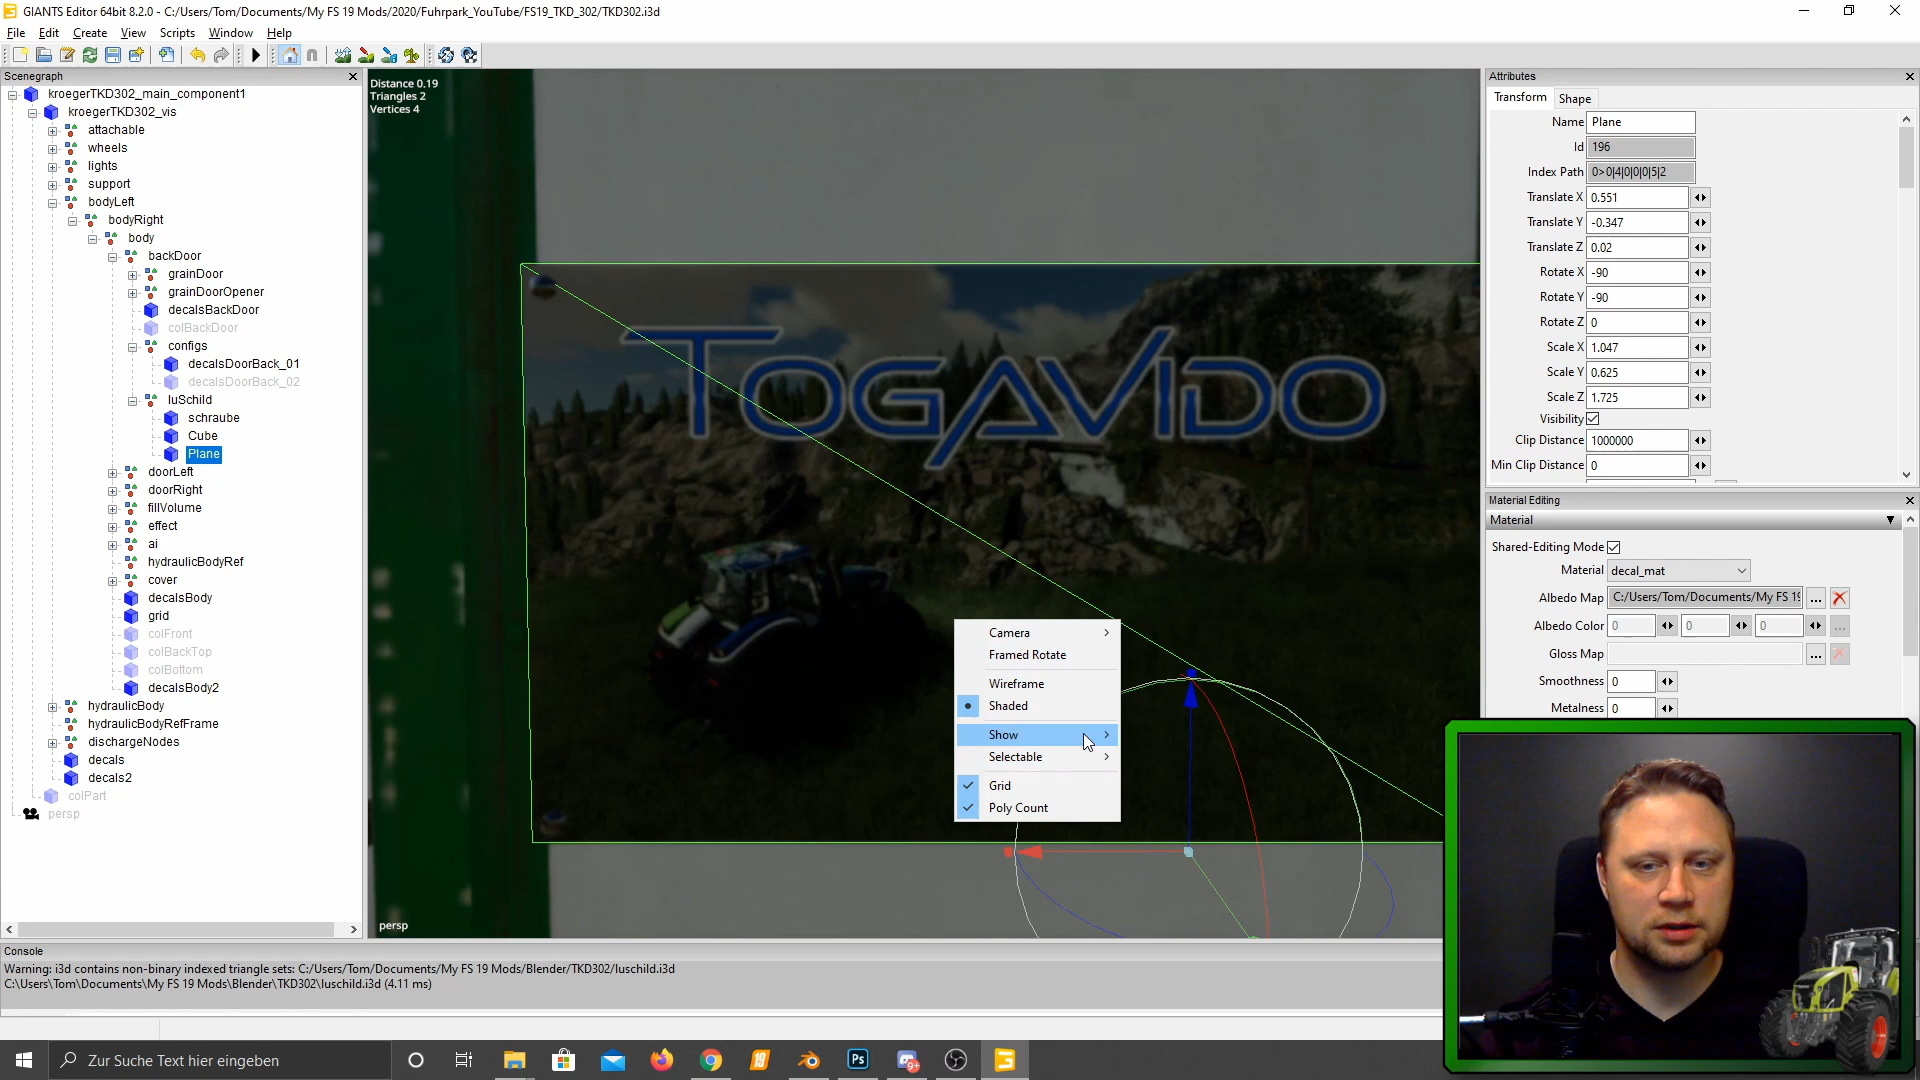 GIANTS Editor 64bit 8.2.0 - C:/Users/Tom/Documents/My FS 19 Mods/2020/Fuhrpark_YouTube/FS19_TKD_302/TKD302.i3d
File Edit Create View Scripts Window Help
Scenegraph
kroegerTKD302_main_component1
kroegerTKD302_vis
attachable
wheels
lights
support
bodyLeft
bodyRight
body
backDoor
grainDoor
grainDoorOpener
decalsBackDoor
colBackDoor
configs
decalsDoorBack_01
decalsDoorBack_02
luSchild
schraube
Cube
Plane
doorLeft
doorRight
fillVolume
effect
ai
hydraulicBodyRef
cover
decalsBody
grid
colFront
colBackTop
colBottom
decalsBody2
hydraulicBody
hydraulicBodyRefFrame
dischargeNodes
decals
decals2
colPart
persp
Distance 0.19
Triangles 2
Vertices 4
TOGAVIDO
Camera
Framed Rotate
Wireframe
Shaded
Show
Selectable
Grid
Poly Count
persp
Attributes
Transform Shape
Name Plane
Id 196
Index Path 0>0|4|0|0|0|5|2
Translate X 0.551
Translate Y -0.347
Translate Z 0.02
Rotate X -90
Rotate Y -90
Rotate Z 0
Scale X 1.047
Scale Y 0.625
Scale Z 1.725
Visibility
Clip Distance 1000000
Min Clip Distance 0
Material Editing
Material
Shared-Editing Mode
Material decal_mat
Albedo Map C:/Users/Tom/Documents/My FS 19 ...
Albedo Color 0 0 0 ...
Gloss Map ...
Smoothness 0
Metalness 0
Console
Warning: i3d contains non-binary indexed triangle sets: C:/Users/Tom/Documents/My FS 19 Mods/Blender/TKD302/luschild.i3d
C:\Users\Tom\Documents\My FS 19 Mods\Blender\TKD302\luschild.i3d (4.11 ms)
Zur Suche Text hier eingeben
19
Ps
9+